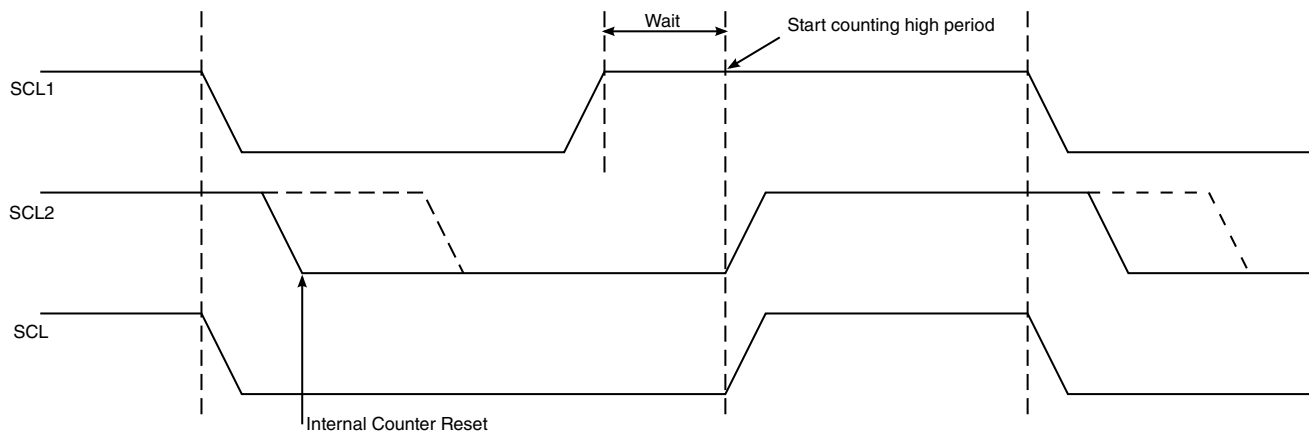 Wait
Start counting high period
SCL1
SCL2
SCL
Internal Counter Reset